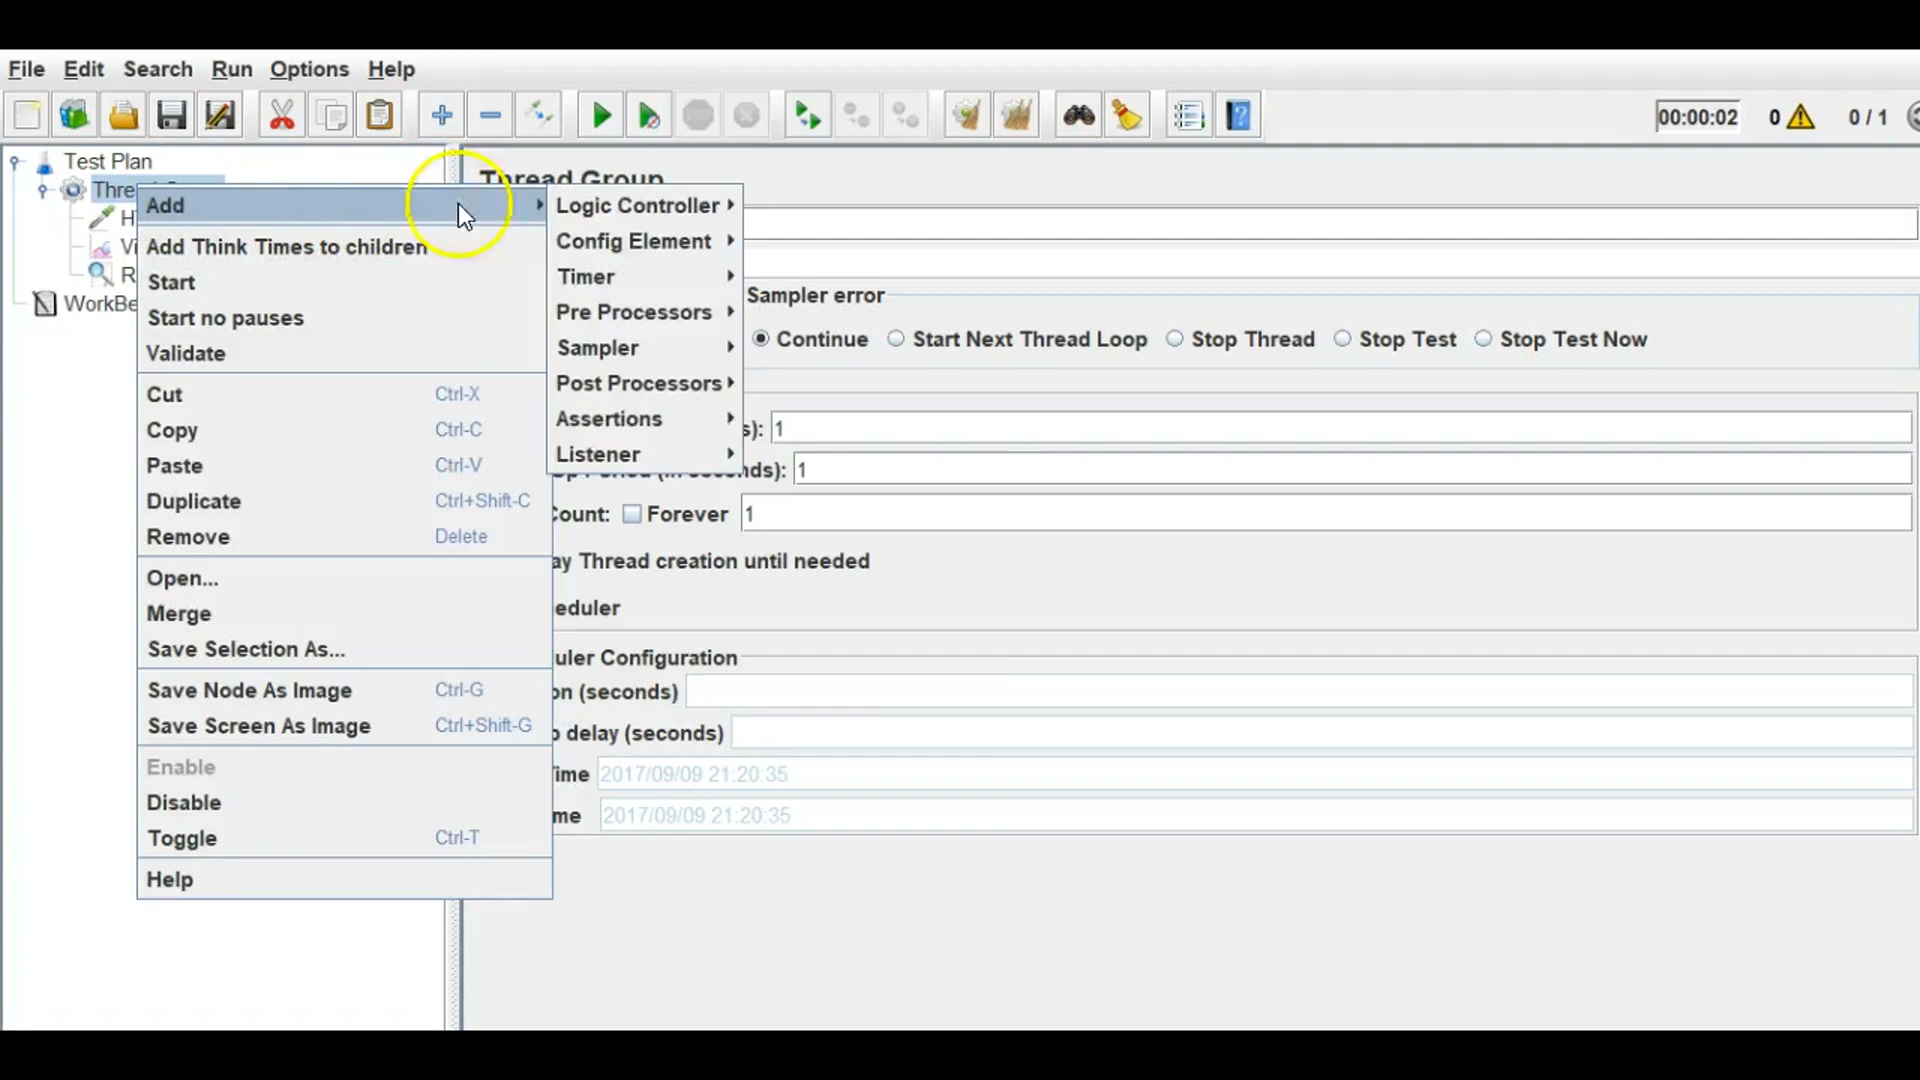 File Edit Search Run Options Help
00:00:02 0 0 / 1
Test Plan
Thread Group
Thre
Add
Logic Controller
H
Add Think Times to children
Config Element
Vi
Start
Timer
R
Sampler error
WorkBe
Start no pauses
Pre Processors
Continue Start Next Thread Loop Stop Thread Stop Test Stop Test Now
Validate
Sampler
Cut Ctrl-X
Post Processors
Copy Ctrl-C
Assertions
s): 1
Paste Ctrl-V
Listener
nds): 1
Duplicate Ctrl+Shift-C
Count: Forever 1
Remove Delete
ay Thread creation until needed
Open...
eduler
Merge
Save Selection As...
uler Configuration
Save Node As Image Ctrl-G
on (seconds)
Save Screen As Image Ctrl+Shift-G
delay (seconds)
Enable
ime 2017/09/09 21:20:35
Disable
me 2017/09/09 21:20:35
Toggle Ctrl-T
Help